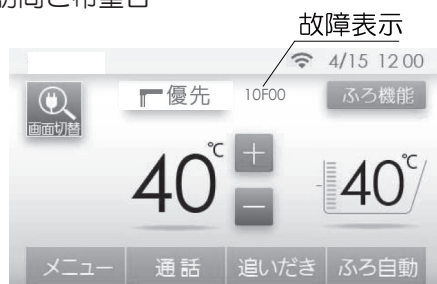 故障表示
4/15 12 00
優先
10F00
ふろ機能
画面切替
40℃
+
40℃
−
メニュー
通話
追いだき
ふろ自動